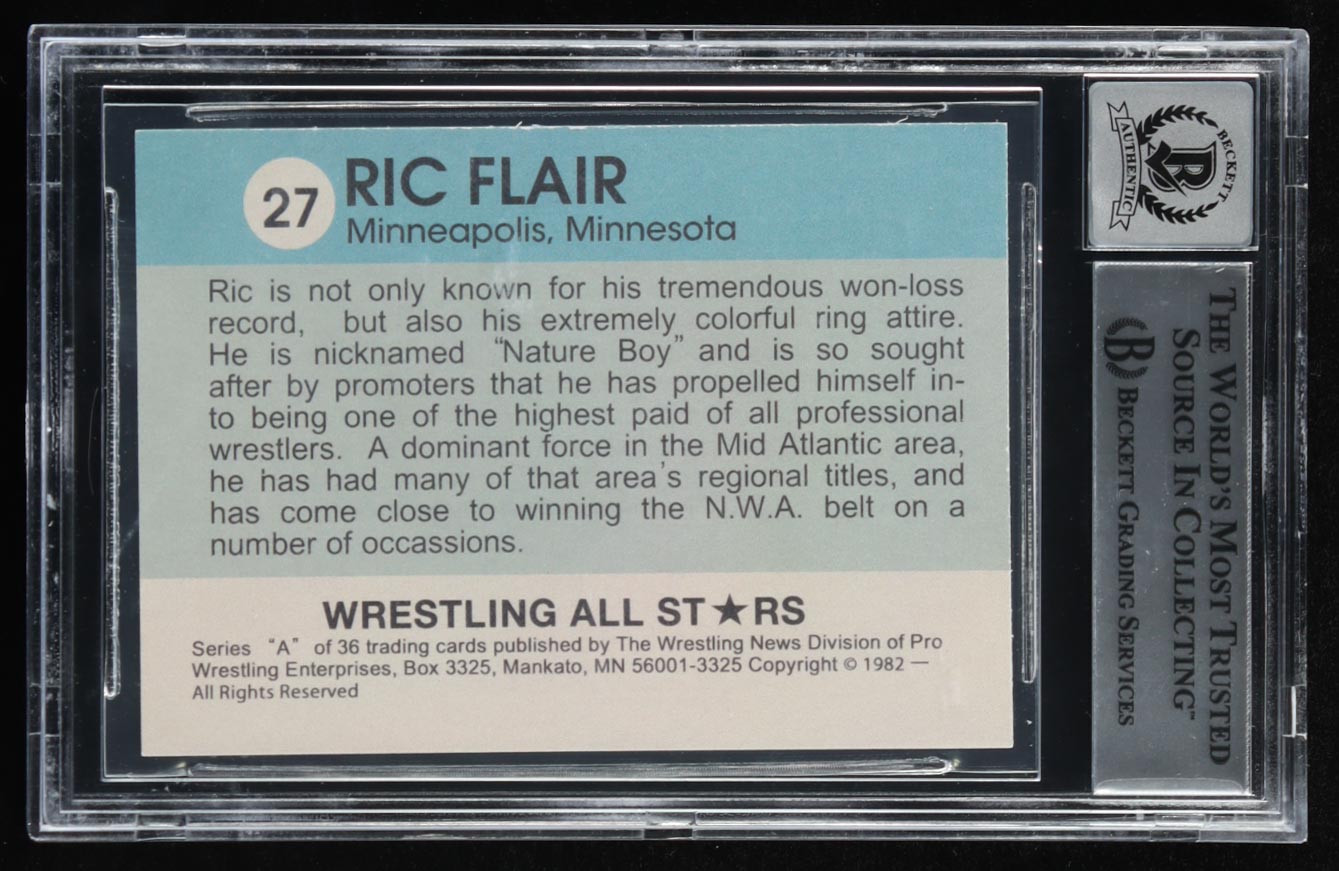 27
RIC FLAIR
Minneapolis, Minnesota
Ric is not only known for his tremendous won-loss
record, but also his extremely colorful ring attire.
He is nicknamed “Nature Boy” and is so sought
after by promoters that he has propelled himself in-
to being one of the highest paid of all professional
wrestlers. A dominant force in the Mid Atlantic area,
he has had many of that area's regional titles, and
has come close to winning the N.W.A. belt on a
number of occassions.
WRESTLING ALL ST★RS
Series “A” of 36 trading cards published by The Wrestling News Division of Pro
Wrestling Enterprises, Box 3325, Mankato, MN 56001-3325 Copyright © 1982 —
All Rights Reserved
BECKETT
B
AUTHENTIC
THE WORLD'S MOST TRUSTED
SOURCE IN COLLECTING™
B BECKETT GRADING SERVICES